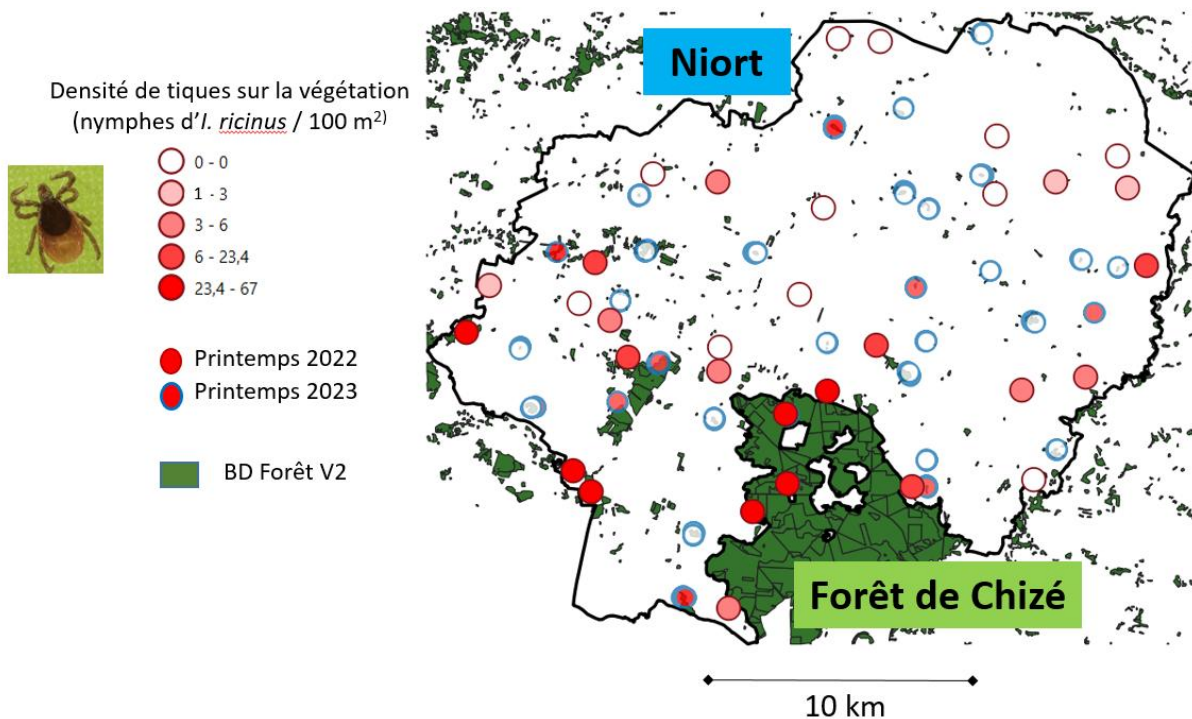 Densité de tiques sur la végétation
(nymphes d'I. ricinus / 100 m²)
0 - 0
1 - 3
3 - 6
6 - 23,4
23,4 - 67
Printemps 2022
Printemps 2023
BD Forêt V2
Niort
Forêt de Chizé
10 km